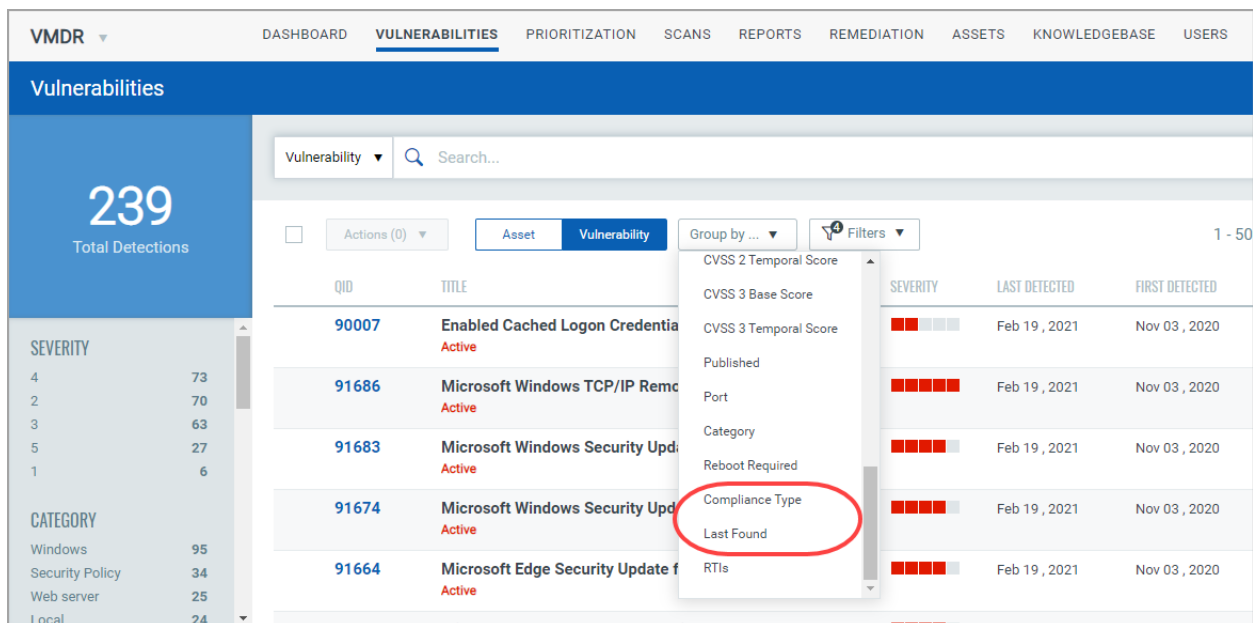 VMDR DASHBOARD VULNERABILITIES PRIORITIZATION SCANS REPORTS REMEDIATION ASSETS KNOWLEDGEBASE USERS
Vulnerabilities
239
Total Detections
Vulnerability Search...
Actions (0) Asset Vulnerability Group by ... 4 Filters 1 - 50
QID TITLE SEVERITY LAST DETECTED FIRST DETECTED
90007 Enabled Cached Logon Credentia Feb 19 , 2021 Nov 03 , 2020
Active
91686 Microsoft Windows TCP/IP Remo Feb 19 , 2021 Nov 03 , 2020
Active
91683 Microsoft Windows Security Upda Feb 19 , 2021 Nov 03 , 2020
Active
91674 Microsoft Windows Security Upd Feb 19 , 2021 Nov 03 , 2020
Active
91664 Microsoft Edge Security Update f Feb 19 , 2021 Nov 03 , 2020
Active
CVSS 2 Temporal Score
CVSS 3 Base Score
CVSS 3 Temporal Score
Published
Port
Category
Reboot Required
Compliance Type
Last Found
RTIs
SEVERITY
4 73
2 70
3 63
5 27
1 6
CATEGORY
Windows 95
Security Policy 34
Web server 25
Local 24